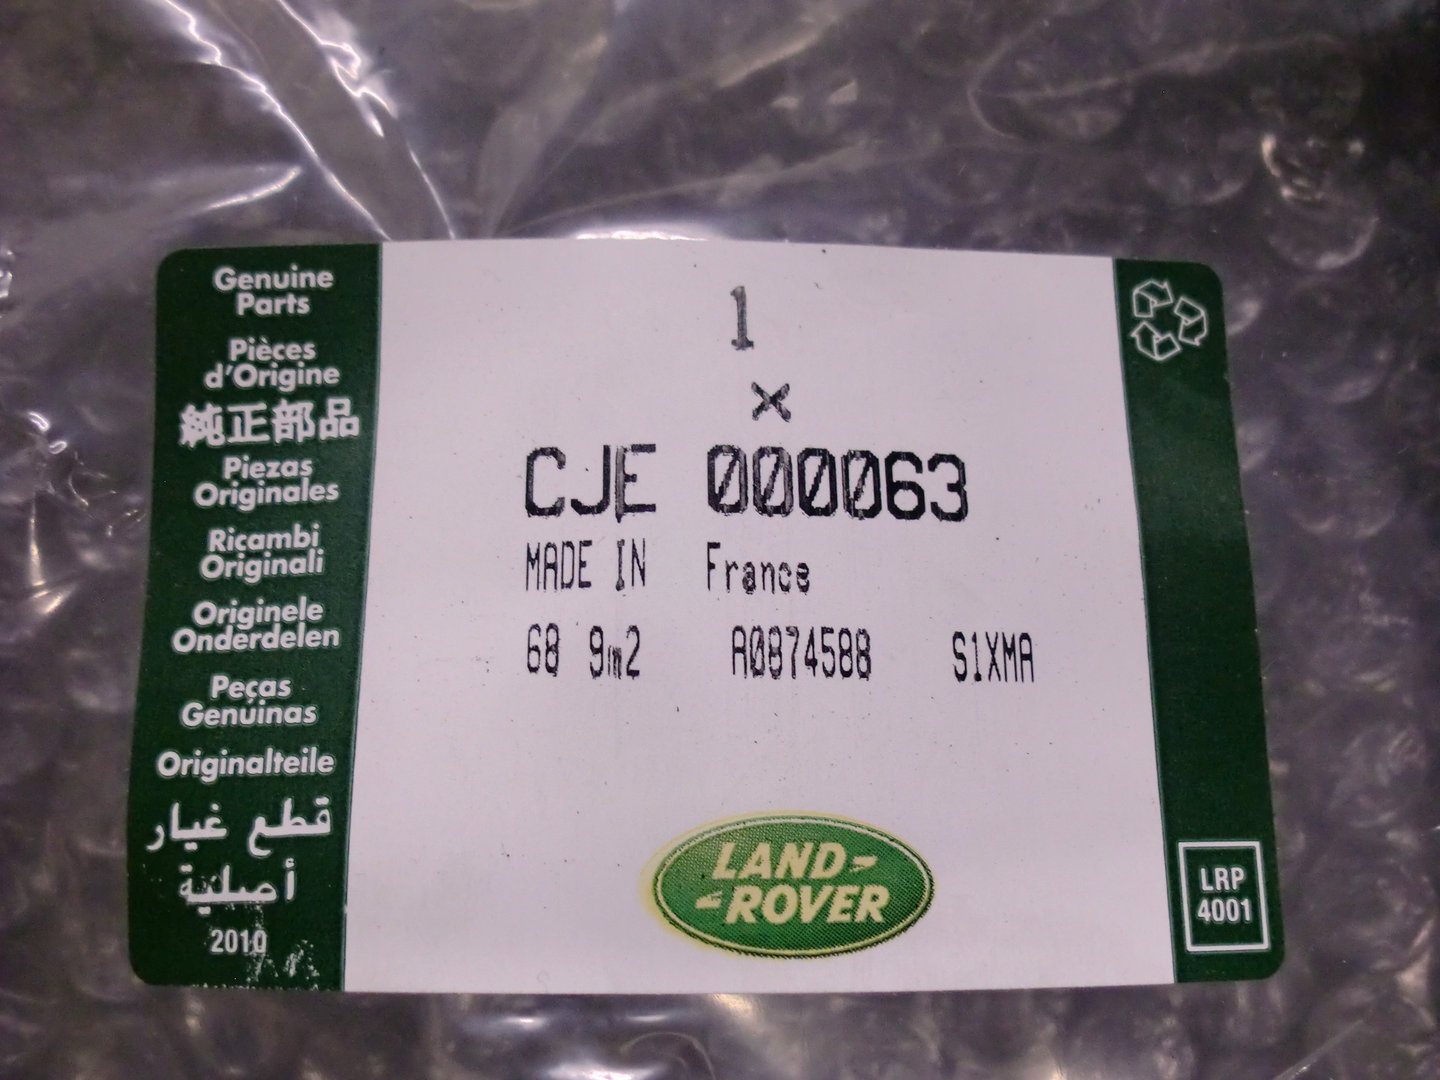 Genuine
Parts
Pièces
d'Origine
純正部品
Piezas
Originales
Ricambi
Originali
Originele
Onderdelen
Peças
Genuinas
Originalteile
قطع غيار
أصلية
2010
1
×
CJE 000063
MADE IN France
68 9m2 A0874588 S1XMA
LAND-
-ROVER
LRP
4001